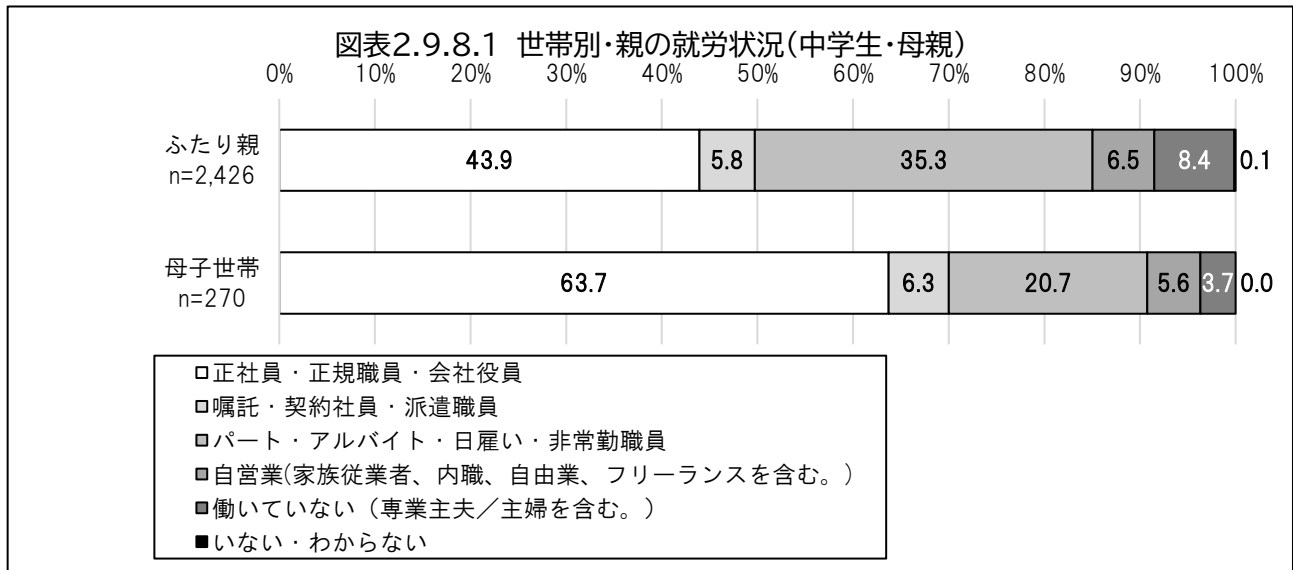 図表2.9.8.1 世帯別・親の就労状況(中学生・母親)
0% 10% 20% 30% 40% 50% 60% 70% 80% 90% 100%
ふたり親
n=2,426
43.9 5.8 35.3 6.5 8.4 0.1
母子世帯
n=270
63.7 6.3 20.7 5.6 3.7 0.0
正社員・正規職員・会社役員
嘱託・契約社員・派遣職員
パート・アルバイト・日雇い・非常勤職員
自営業(家族従業者、内職、自由業、フリーランスを含む。)
働いていない（専業主夫／主婦を含む。）
いない・わからない